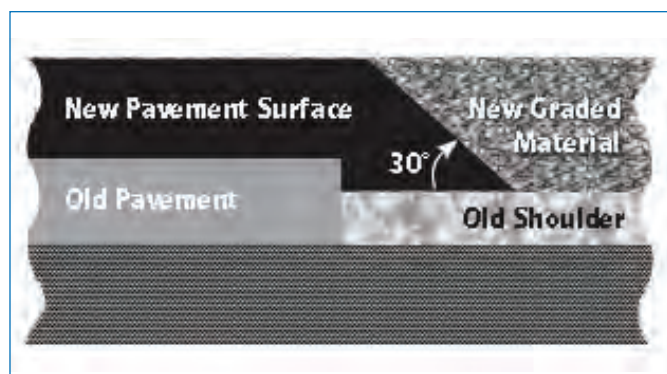 New Pavement Surface
New Graded
Material
30°
Old Pavement
Old Shoulder